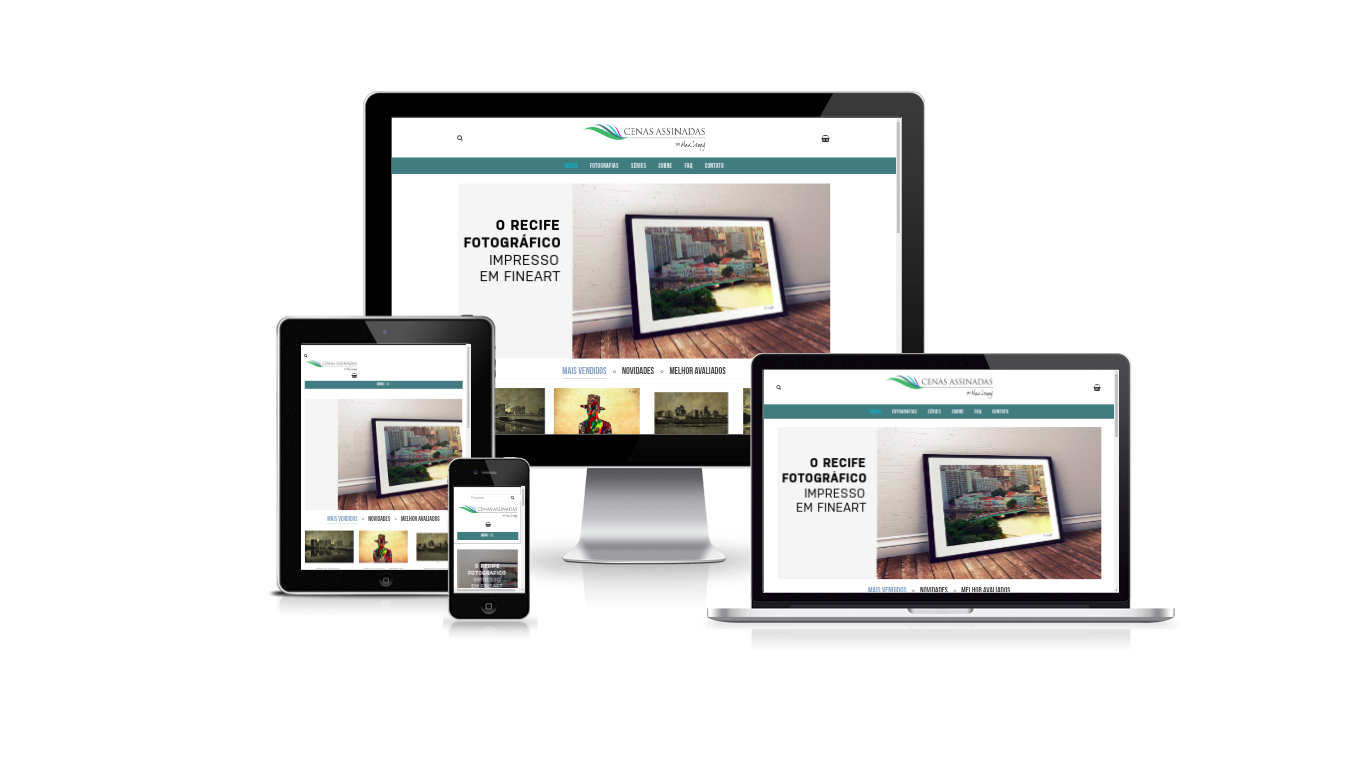 CENAS ASSINADAS
INÍCIO FOTOGRAFIAS SÉRIES SOBRE FAQ CONTATO
O RECIFE
FOTOGRÁFICO
IMPRESSO
EM FINEART
MAIS VENDIDOS NOVIDADES MELHOR AVALIADOS
CENAS ASSINADAS
MENU
MAIS VENDIDOS NOVIDADES MELHOR AVALIADOS
CENAS ASSINADAS
MENU
O RECIFE
FOTOGRÁFICO
IMPRESSO
EM FINEART
CENAS ASSINADAS
INÍCIO FOTOGRAFIAS SÉRIES SOBRE FAQ CONTATO
O RECIFE
FOTOGRÁFICO
IMPRESSO
EM FINEART
MAIS VENDIDOS NOVIDADES MELHOR AVALIADOS